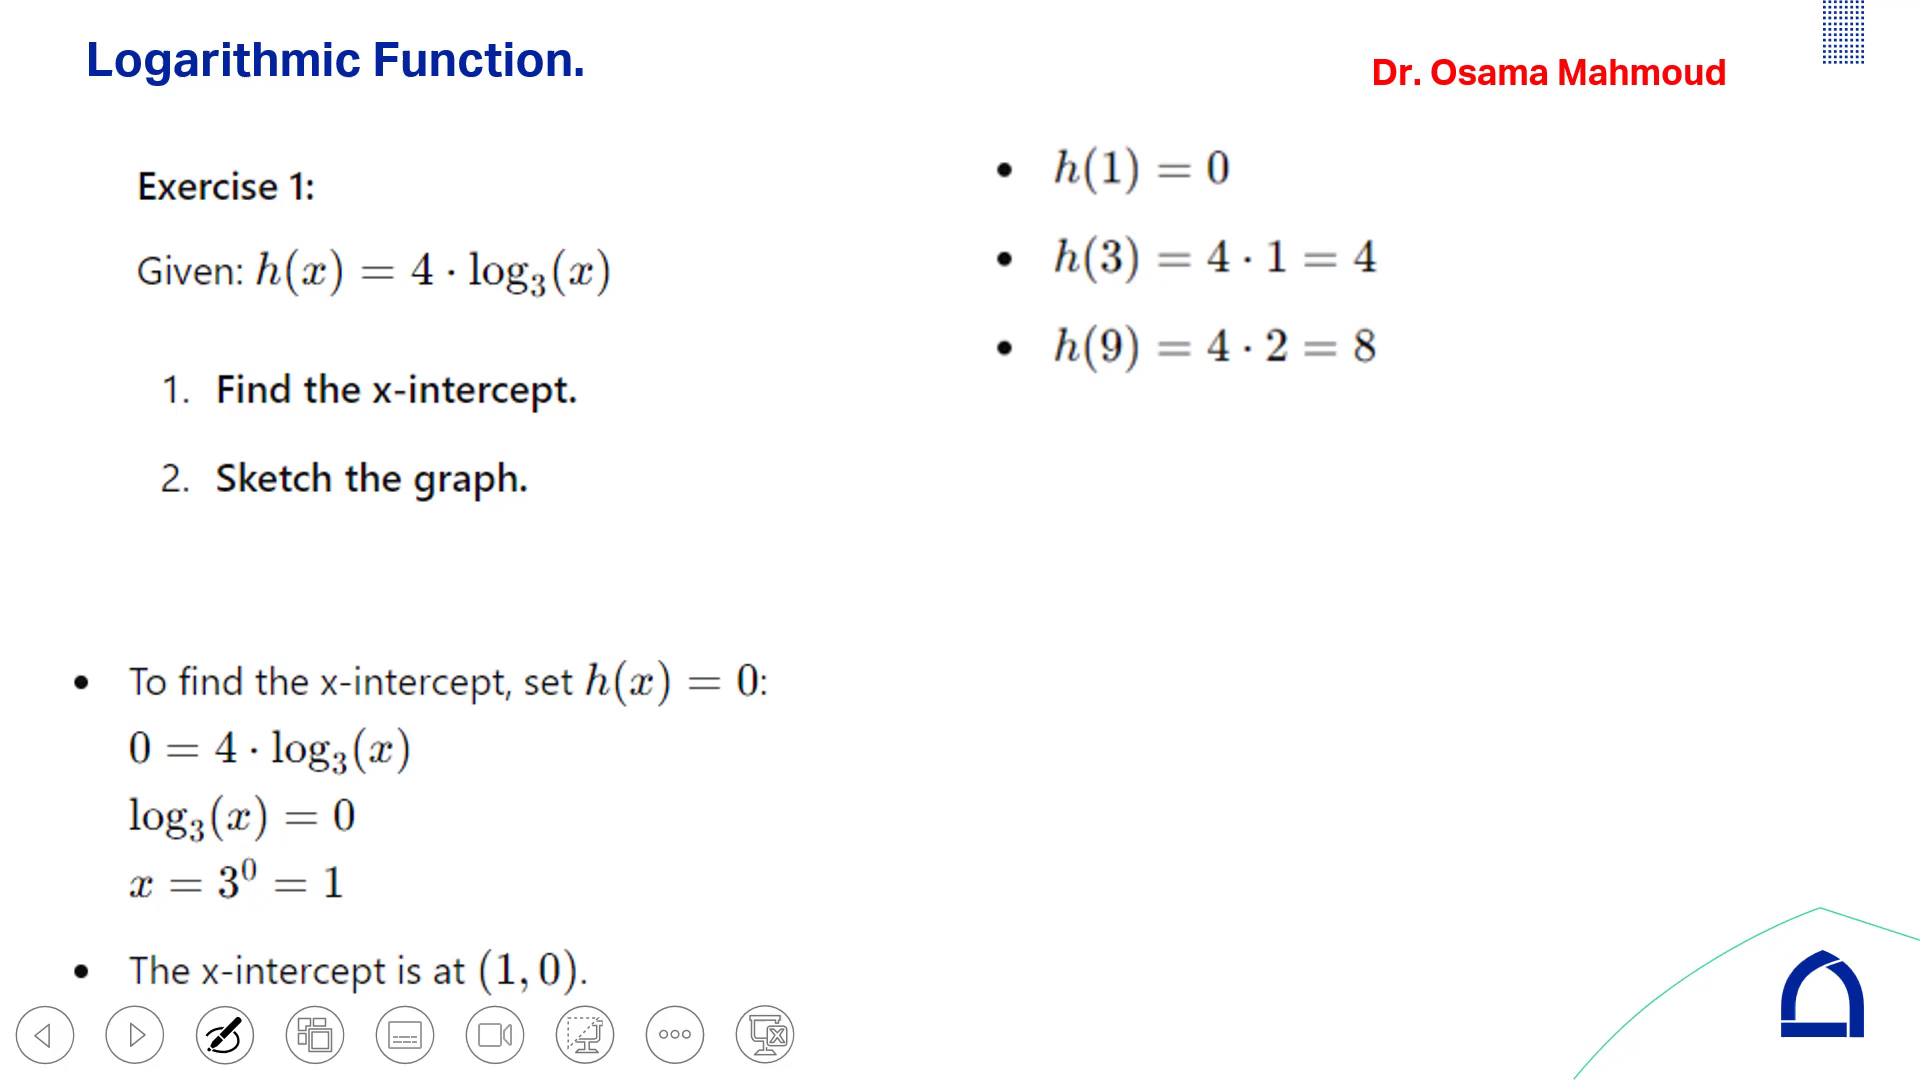 Logarithmic Function.
Dr. Osama Mahmoud
Exercise 1:
Given: h(x) = 4 · log₃(x)
1. Find the x-intercept.
2. Sketch the graph.
• To find the x-intercept, set h(x) = 0:
0 = 4 · log₃(x)
log₃(x) = 0
x = 3⁰ = 1
• The x-intercept is at (1, 0).
• h(1) = 0
• h(3) = 4 · 1 = 4
• h(9) = 4 · 2 = 8